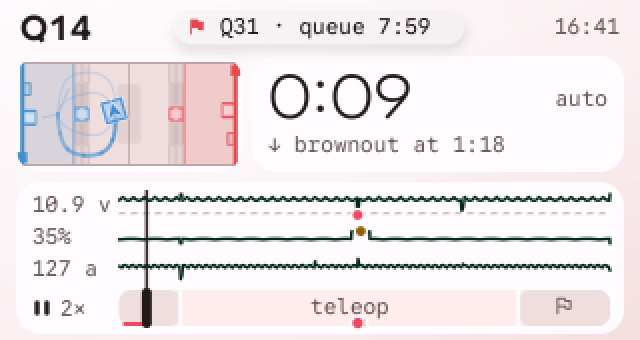 Q14
Q31 · queue 7:59
16:41
A
0:09
auto
↓ brownout at 1:18
10.9 v
35%
127 a
2×
teleop